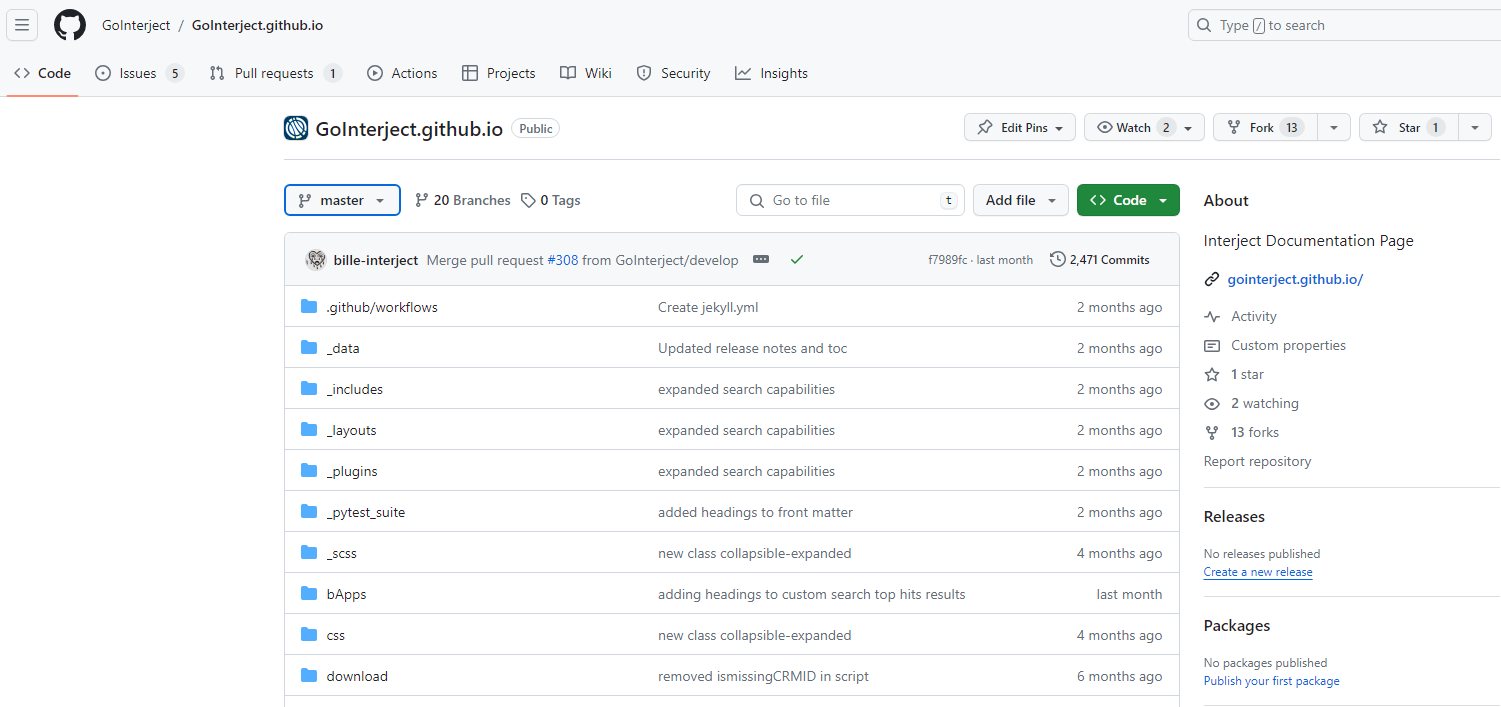 GoInterject / GoInterject.github.io
Type / to search
Code
Issues 5
Pull requests 1
Actions
Projects
Wiki
Security
Insights
GoInterject.github.io Public
Edit Pins
Watch 2
Fork 13
Star 1
master
20 Branches
0 Tags
Go to file t
Add file
Code
bille-interject Merge pull request #308 from GoInterject/develop f7989fc · last month 2,471 Commits
.github/workflows Create jekyll.yml 2 months ago
_data Updated release notes and toc 2 months ago
_includes expanded search capabilities 2 months ago
_layouts expanded search capabilities 2 months ago
_plugins expanded search capabilities 2 months ago
_pytest_suite added headings to front matter 2 months ago
_scss new class collapsible-expanded 4 months ago
bApps adding headings to custom search top hits results last month
css new class collapsible-expanded 4 months ago
download removed ismissingCRMID in script 6 months ago
About
Interject Documentation Page
gointerject.github.io/
Activity
Custom properties
1 star
2 watching
13 forks
Report repository
Releases
No releases published
Create a new release
Packages
No packages published
Publish your first package